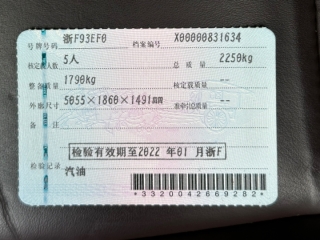 号牌号码 浙F93EF0 档案编号 X00000831634
核定载人数 5人 总质量 2250kg
整备质量 1790kg 核定载质量 --
外廓尺寸 5055×1860×1491mm 准牵引总质量 --
备注
检验有效期至2022 年 01 月浙F
检验记录
汽油
*3320042669282*